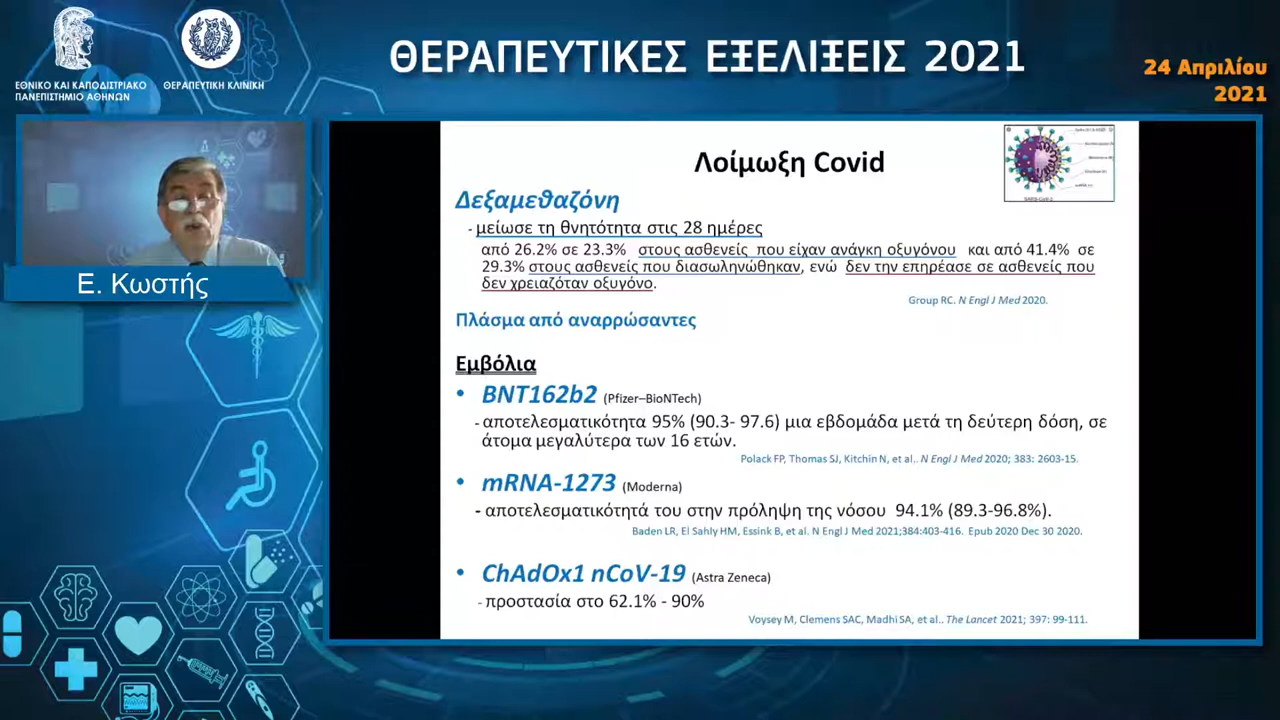 ΕΘΝΙΚΟ ΚΑΙ ΚΑΠΟΔΙΣΤΡΙΑΚΟ
ΠΑΝΕΠΙΣΤΗΜΙΟ ΑΘΗΝΩΝ
ΘΕΡΑΠΕΥΤΙΚΗ ΚΛΙΝΙΚΗ
ΘΕΡΑΠΕΥΤΙΚΕΣ ΕΞΕΛΙΞΕΙΣ 2021
24 Απριλίου
2021
Ε. Κωστής
Λοίμωξη Covid
Δεξαμεθαζόνη
- μείωσε τη θνητότητα στις 28 ημέρες
από 26.2% σε 23.3% στους ασθενείς που είχαν ανάγκη οξυγόνου και από 41.4% σε
29.3% στους ασθενείς που διασωληνώθηκαν, ενώ δεν την επηρέασε σε ασθενείς που
δεν χρειαζόταν οξυγόνο.
Group RC. N Engl J Med 2020.
Πλάσμα από αναρρώσαντες
Εμβόλια
• BNT162b2 (Pfizer–BioNTech)
- αποτελεσματικότητα 95% (90.3- 97.6) μια εβδομάδα μετά τη δεύτερη δόση, σε
άτομα μεγαλύτερα των 16 ετών.
Polack FP, Thomas SJ, Kitchin N, et al.. N Engl J Med 2020; 383: 2603-15.
• mRNA-1273 (Moderna)
- αποτελεσματικότητά του στην πρόληψη της νόσου 94.1% (89.3-96.8%).
Baden LR, El Sahly HM, Essink B, et al. N Engl J Med 2021;384:403-416. Epub 2020 Dec 30 2020.
• ChAdOx1 nCoV-19 (Astra Zeneca)
- προστασία στο 62.1% - 90%
Voysey M, Clemens SAC, Madhi SA, et al.. The Lancet 2021; 397: 99-111.